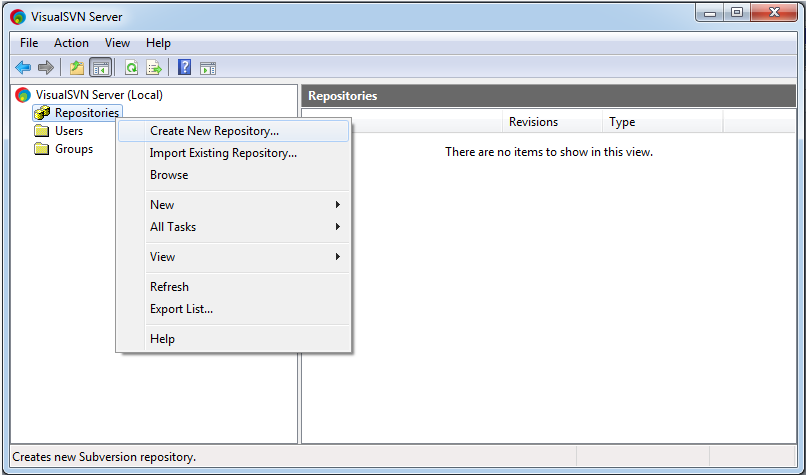 VisualSVN Server
File Action View Help
VisualSVN Server (Local)
Repositories
Users
Groups
Create New Repository...
Import Existing Repository...
Browse
New
All Tasks
View
Refresh
Export List...
Help
Repositories
Revisions Type
There are no items to show in this view.
Creates new Subversion repository.